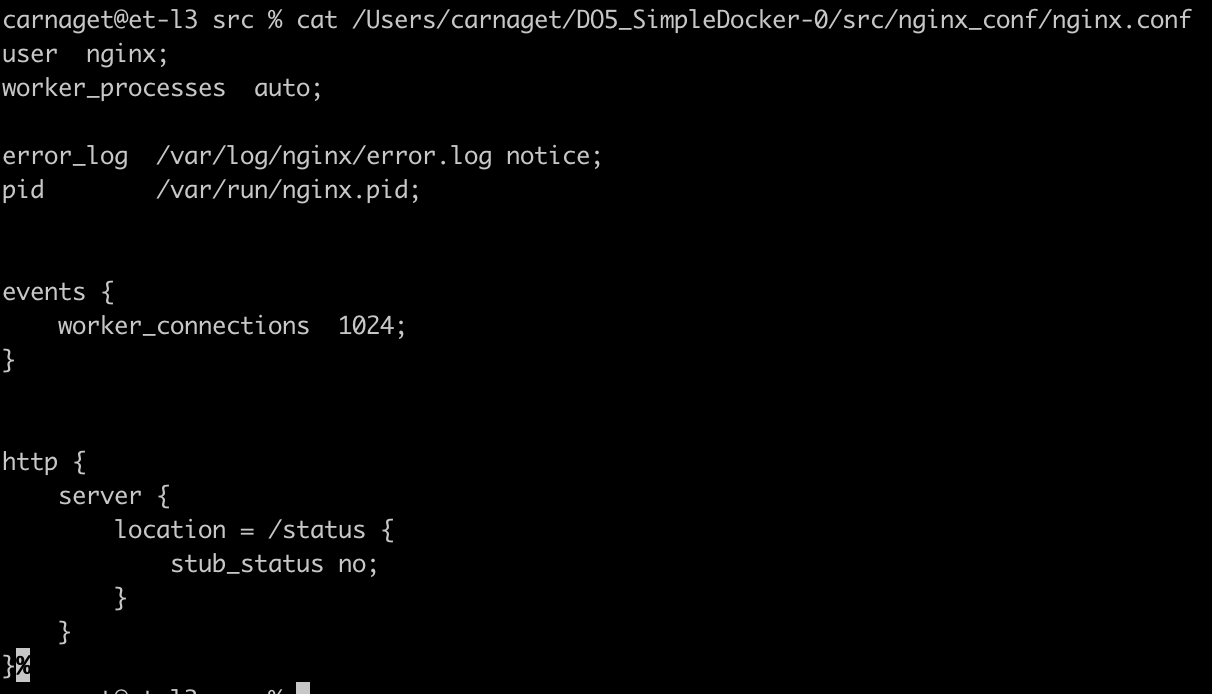 carnaget@et-l3 src % cat /Users/carnaget/DO5_SimpleDocker-0/src/nginx_conf/nginx.conf
user  nginx;
worker_processes  auto;
error_log  /var/log/nginx/error.log notice;
pid        /var/run/nginx.pid;
events {
    worker_connections  1024;
}
http {
    server {
        location = /status {
            stub_status no;
        }
    }
}%